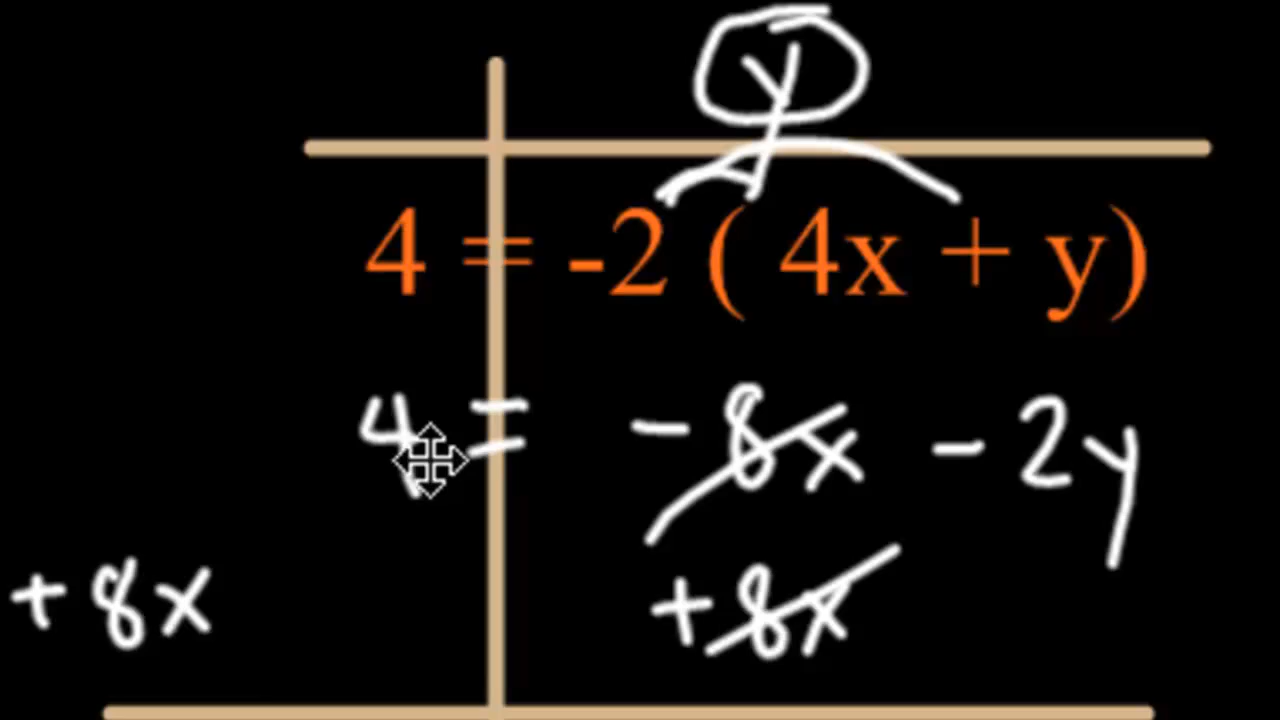 y
4 = -2 ( 4x + y)
4 = - 8x - 2y
+ 8x + 8x